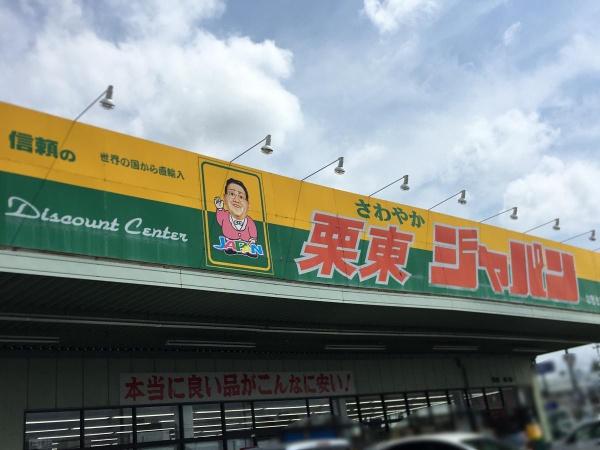 信頼の
世界の国から直輸入
Discount Center
JAPAN
さわやか
栗東ジャパン
本当に良い品がこんなに安い!